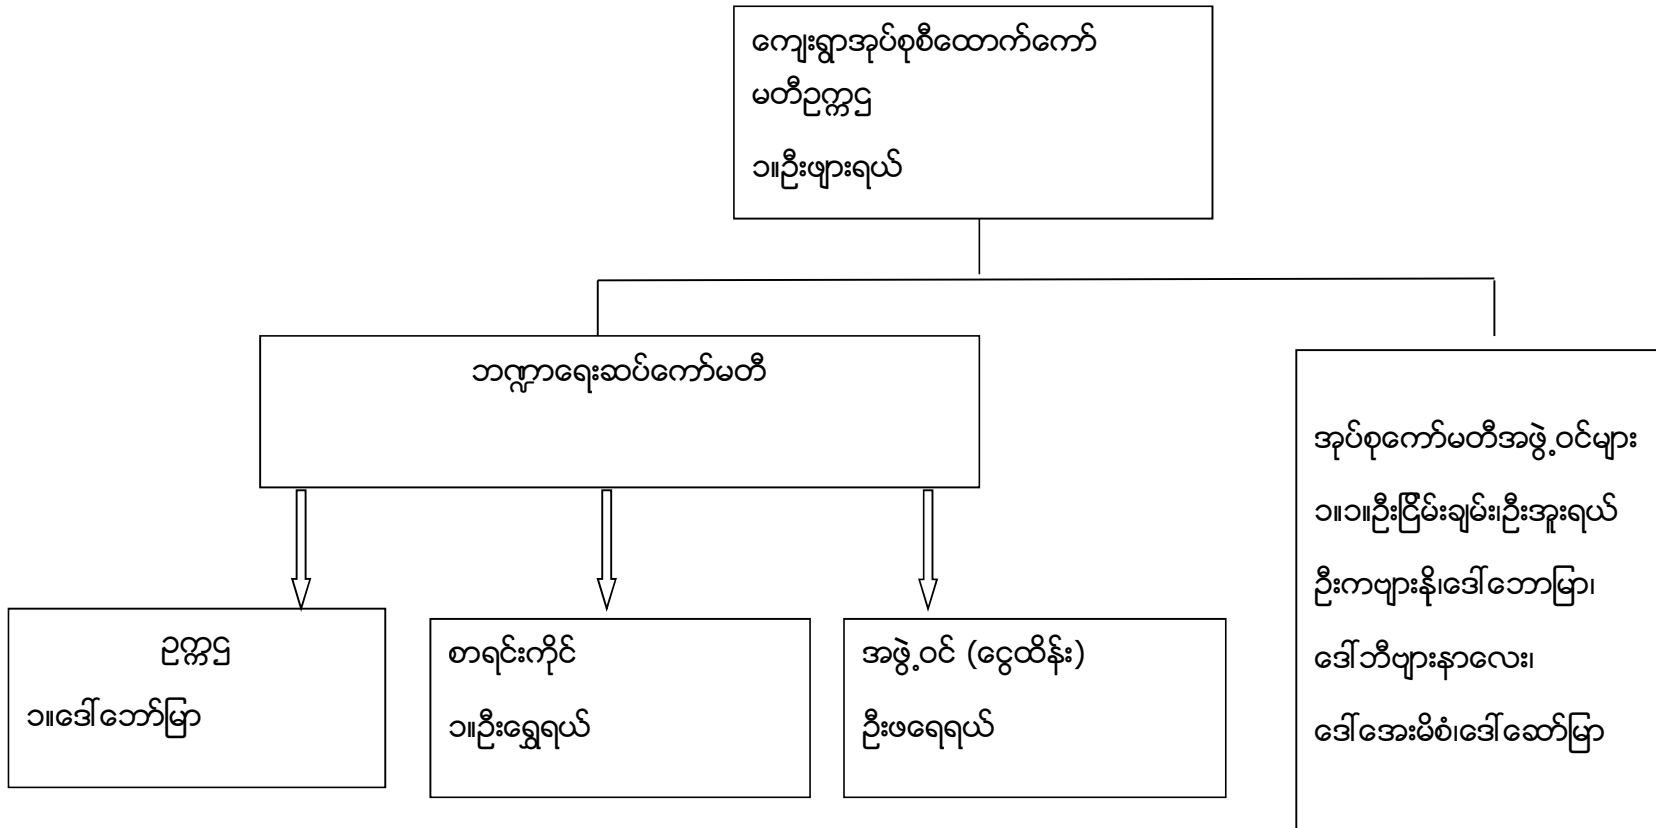 ကျေးရွာအုပ်စုစီထောက်ကော်
မတီဥက္ကဌ
၁။ဦးဖျားရယ်
ဘဏ္ဍာရေးဆပ်ကော်မတီ
ဥက္ကဌ
၁။ဒေါ်ဘော်မြာ
စာရင်းကိုင်
၁။ဦးရွှေရယ်
အဖွဲ့ဝင် (ငွေထိန်း)
ဦးဖရေရယ်
အုပ်စုကော်မတီအဖွဲ့ဝင်များ
၁။၁။ဦးငြိမ်းချမ်း၊ဦးအူးရယ်
ဦးကဗျားနို၊ဒေါ်ဘောမြာ၊
ဒေါ်ဘီဗျားနာလေး၊
ဒေါ်အေးမိစံ၊ဒေါ်ဆော်မြာ